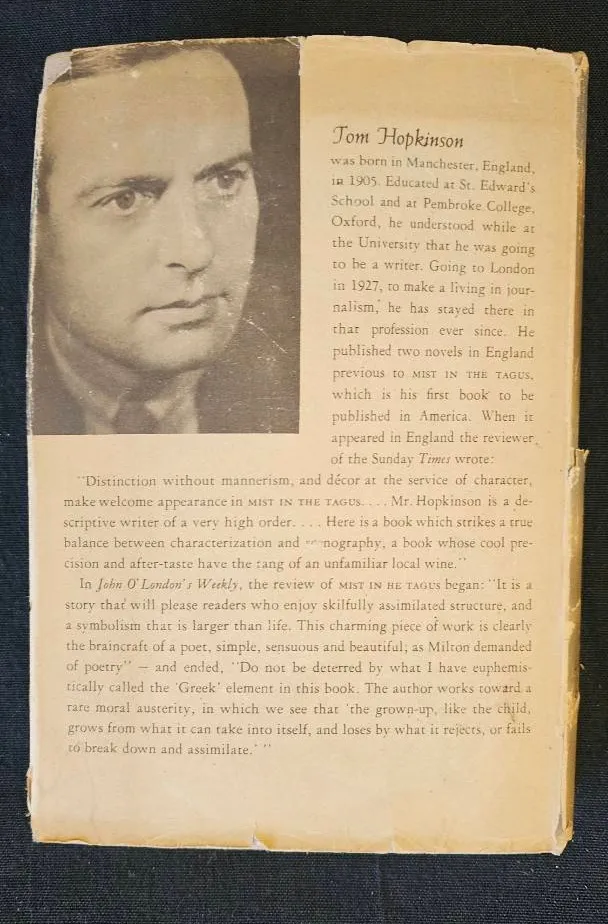 Tom Hopkinson
was born in Manchester, England,
in 1905. Educated at St. Edward's
School and at Pembroke College,
Oxford, he understood while at
the University that he was going
to be a writer. Going to London
in 1927, to make a living in jour-
nalism, he has stayed there in
that profession ever since. He
published two novels in England
previous to MIST IN THE TAGUS,
which is his first book to be
published in America. When it
appeared in England the reviewer
of the Sunday Times wrote:
"Distinction without mannerism, and décor at the service of character,
make welcome appearance in MIST IN THE TAGUS. . . . Mr. Hopkinson is a de-
scriptive writer of a very high order. . . . Here is a book which strikes a true
balance between characterization and nography, a book whose cool pre-
cision and after-taste have the tang of an unfamiliar local wine."
In John O'London's Weekly, the review of MIST IN HE TAGUS began: "It is a
story that will please readers who enjoy skilfully assimilated structure, and
a symbolism that is larger than life. This charming piece of work is clearly
the braincraft of a poet, simple, sensuous and beautiful; as Milton demanded
of poetry" — and ended, "Do not be deterred by what I have euphemis-
tically called the 'Greek' element in this book. The author works toward a
rare moral austerity, in which we see that 'the grown-up, like the child,
grows from what it can take into itself, and loses by what it rejects, or fails
to break down and assimilate.' "